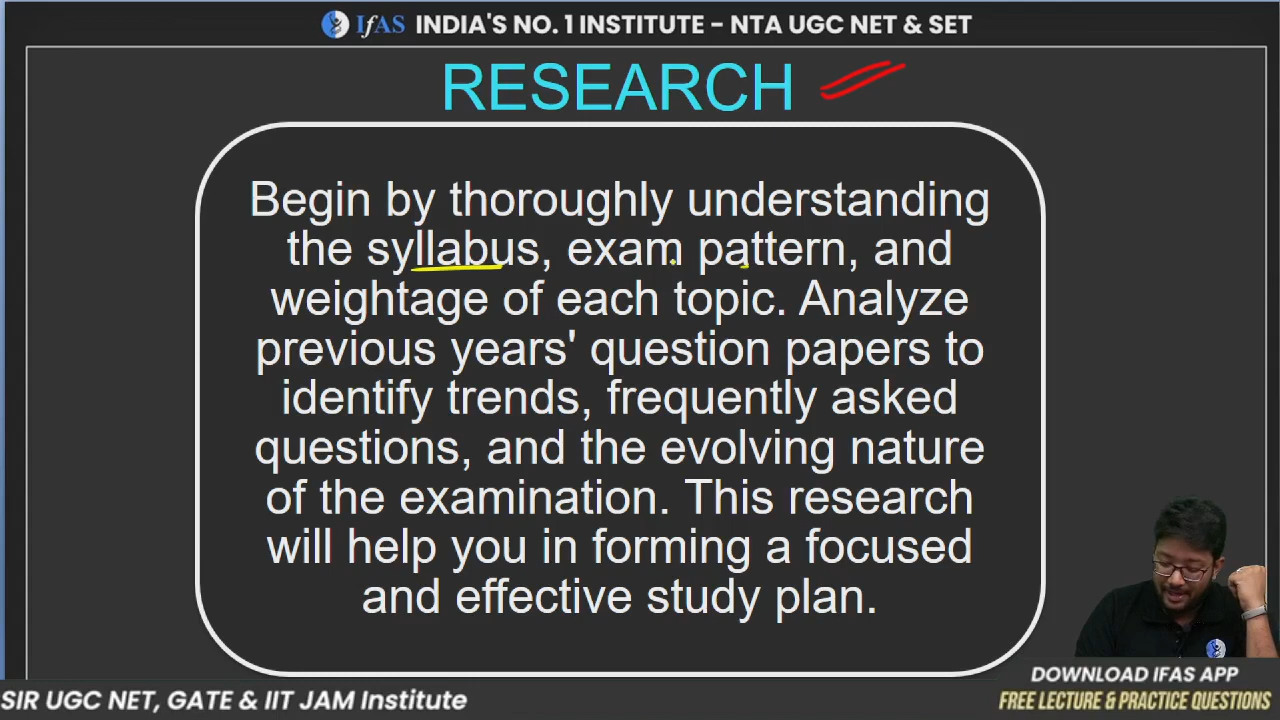 IfAS INDIA'S NO. 1 INSTITUTE - NTA UGC NET & SET
RESEARCH
Begin by thoroughly understanding
the syllabus, exam pattern, and
weightage of each topic. Analyze
previous years' question papers to
identify trends, frequently asked
questions, and the evolving nature
of the examination. This research
will help you in forming a focused
and effective study plan.
DOWNLOAD IFAS APP
SIR UGC NET, GATE & IIT JAM Institute
FREE LECTURE & PRACTICE QUESTIONS